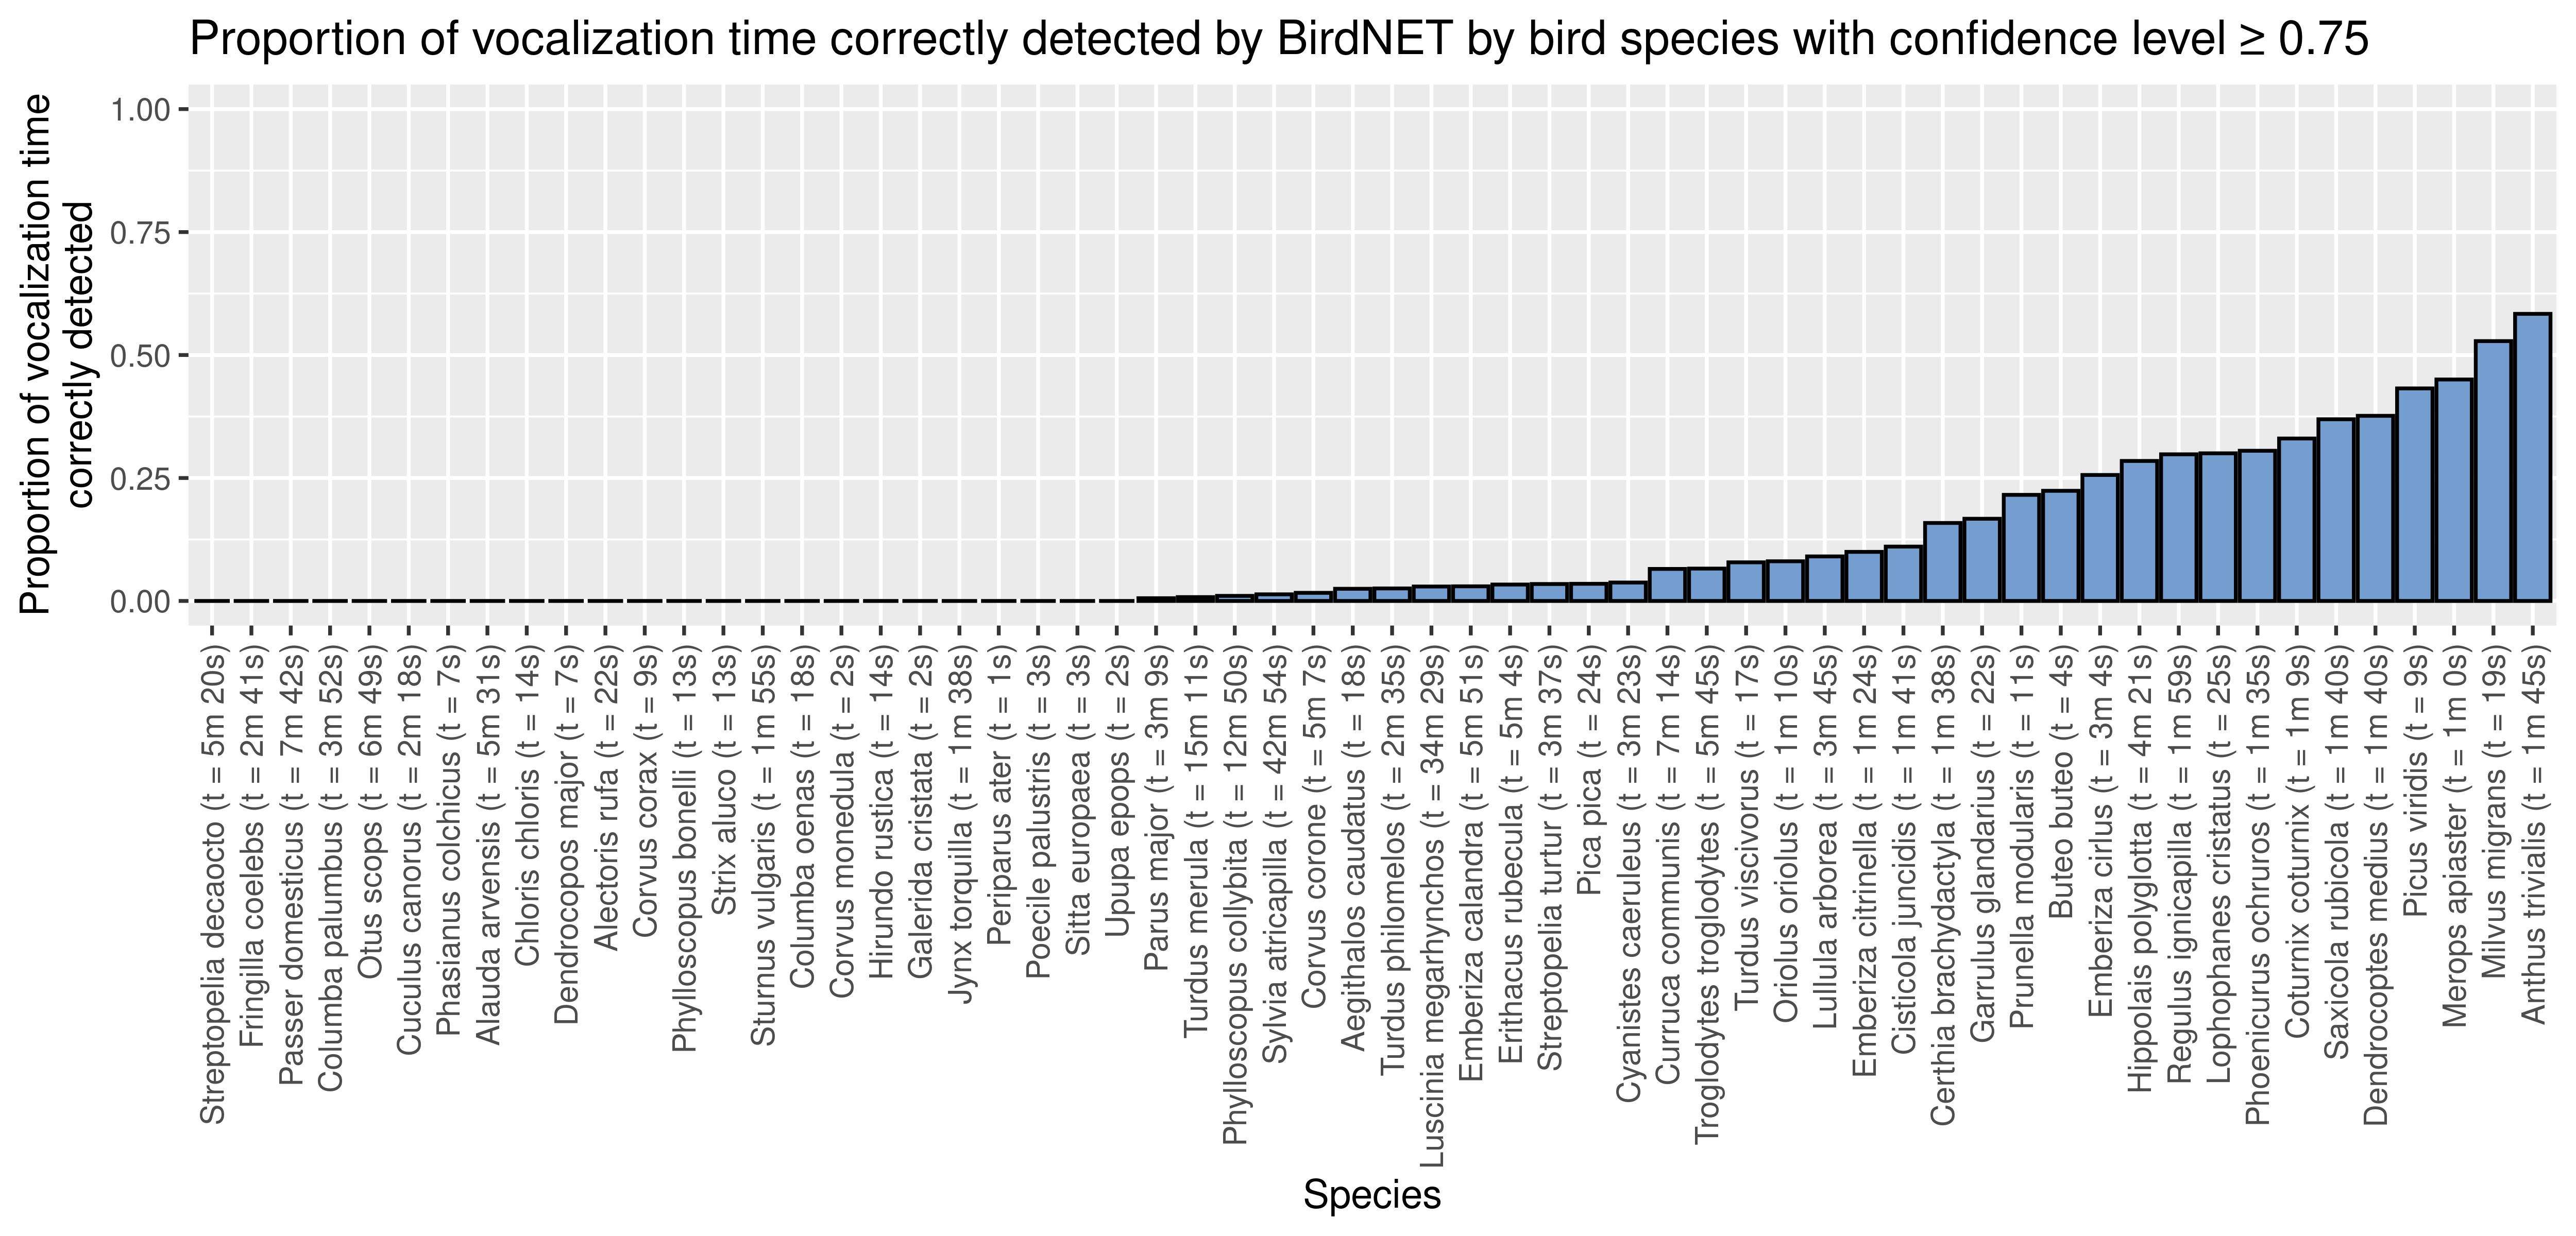 Proportion of vocalization time correctly detected by BirdNET by bird species with confidence level ≥ 0.75
Proportion of vocalization time
correctly detected
1.00
0.75
0.50
0.25
0.00
Streptopelia decaocto (t = 5m 20s)
Fringilla coelebs (t = 2m 41s)
Passer domesticus (t = 7m 42s)
Columba palumbus (t = 3m 52s)
Otus scops (t = 6m 49s)
Cuculus canorus (t = 2m 18s)
Phasianus colchicus (t = 7s)
Alauda arvensis (t = 5m 31s)
Chloris chloris (t = 14s)
Dendrocopos major (t = 7s)
Alectoris rufa (t = 22s)
Corvus corax (t = 9s)
Phylloscopus bonelli (t = 13s)
Strix aluco (t = 13s)
Sturnus vulgaris (t = 1m 55s)
Columba oenas (t = 18s)
Corvus monedula (t = 2s)
Hirundo rustica (t = 14s)
Galerida cristata (t = 2s)
Jynx torquilla (t = 1m 38s)
Periparus ater (t = 1s)
Poecile palustris (t = 3s)
Sitta europaea (t = 3s)
Upupa epops (t = 2s)
Parus major (t = 3m 9s)
Turdus merula (t = 15m 11s)
Phylloscopus collybita (t = 12m 50s)
Sylvia atricapilla (t = 42m 54s)
Corvus corone (t = 5m 7s)
Aegithalos caudatus (t = 18s)
Turdus philomelos (t = 2m 35s)
Luscinia megarhynchos (t = 34m 29s)
Emberiza calandra (t = 5m 51s)
Erithacus rubecula (t = 5m 4s)
Streptopelia turtur (t = 3m 37s)
Pica pica (t = 24s)
Cyanistes caeruleus (t = 3m 23s)
Curruca communis (t = 7m 14s)
Troglodytes troglodytes (t = 5m 45s)
Turdus viscivorus (t = 17s)
Oriolus oriolus (t = 1m 10s)
Lullula arborea (t = 3m 45s)
Emberiza citrinella (t = 1m 24s)
Cisticola juncidis (t = 1m 41s)
Certhia brachydactyla (t = 1m 38s)
Garrulus glandarius (t = 22s)
Prunella modularis (t = 11s)
Buteo buteo (t = 4s)
Emberiza cirlus (t = 3m 4s)
Hippolais polyglotta (t = 4m 21s)
Regulus ignicapilla (t = 1m 59s)
Lophophanes cristatus (t = 25s)
Phoenicurus ochruros (t = 1m 35s)
Coturnix coturnix (t = 1m 9s)
Saxicola rubicola (t = 1m 40s)
Dendrocoptes medius (t = 1m 40s)
Picus viridis (t = 9s)
Merops apiaster (t = 1m 0s)
Milvus migrans (t = 19s)
Anthus trivialis (t = 1m 45s)
Species